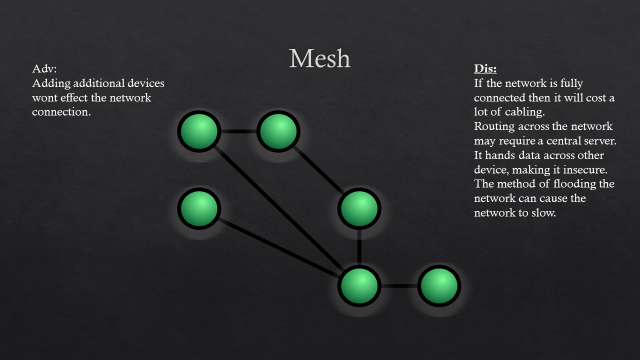 Mesh
Adv:
Adding additional devices
wont effect the network
connection.
Dis:
If the network is fully
connected then it will cost a
lot of cabling.
Routing across the network
may require a central server.
It hands data across other
device, making it insecure.
The method of flooding the
network can cause the
network to slow.